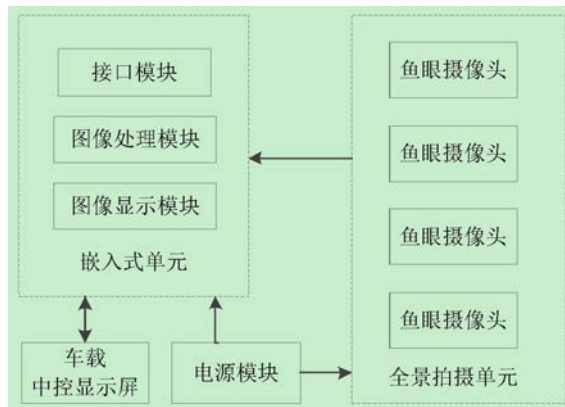 接口模块
图像处理模块
图像显示模块
嵌入式单元
车载
中控显示屏
电源模块
鱼眼摄像头
鱼眼摄像头
鱼眼摄像头
鱼眼摄像头
全景拍摄单元